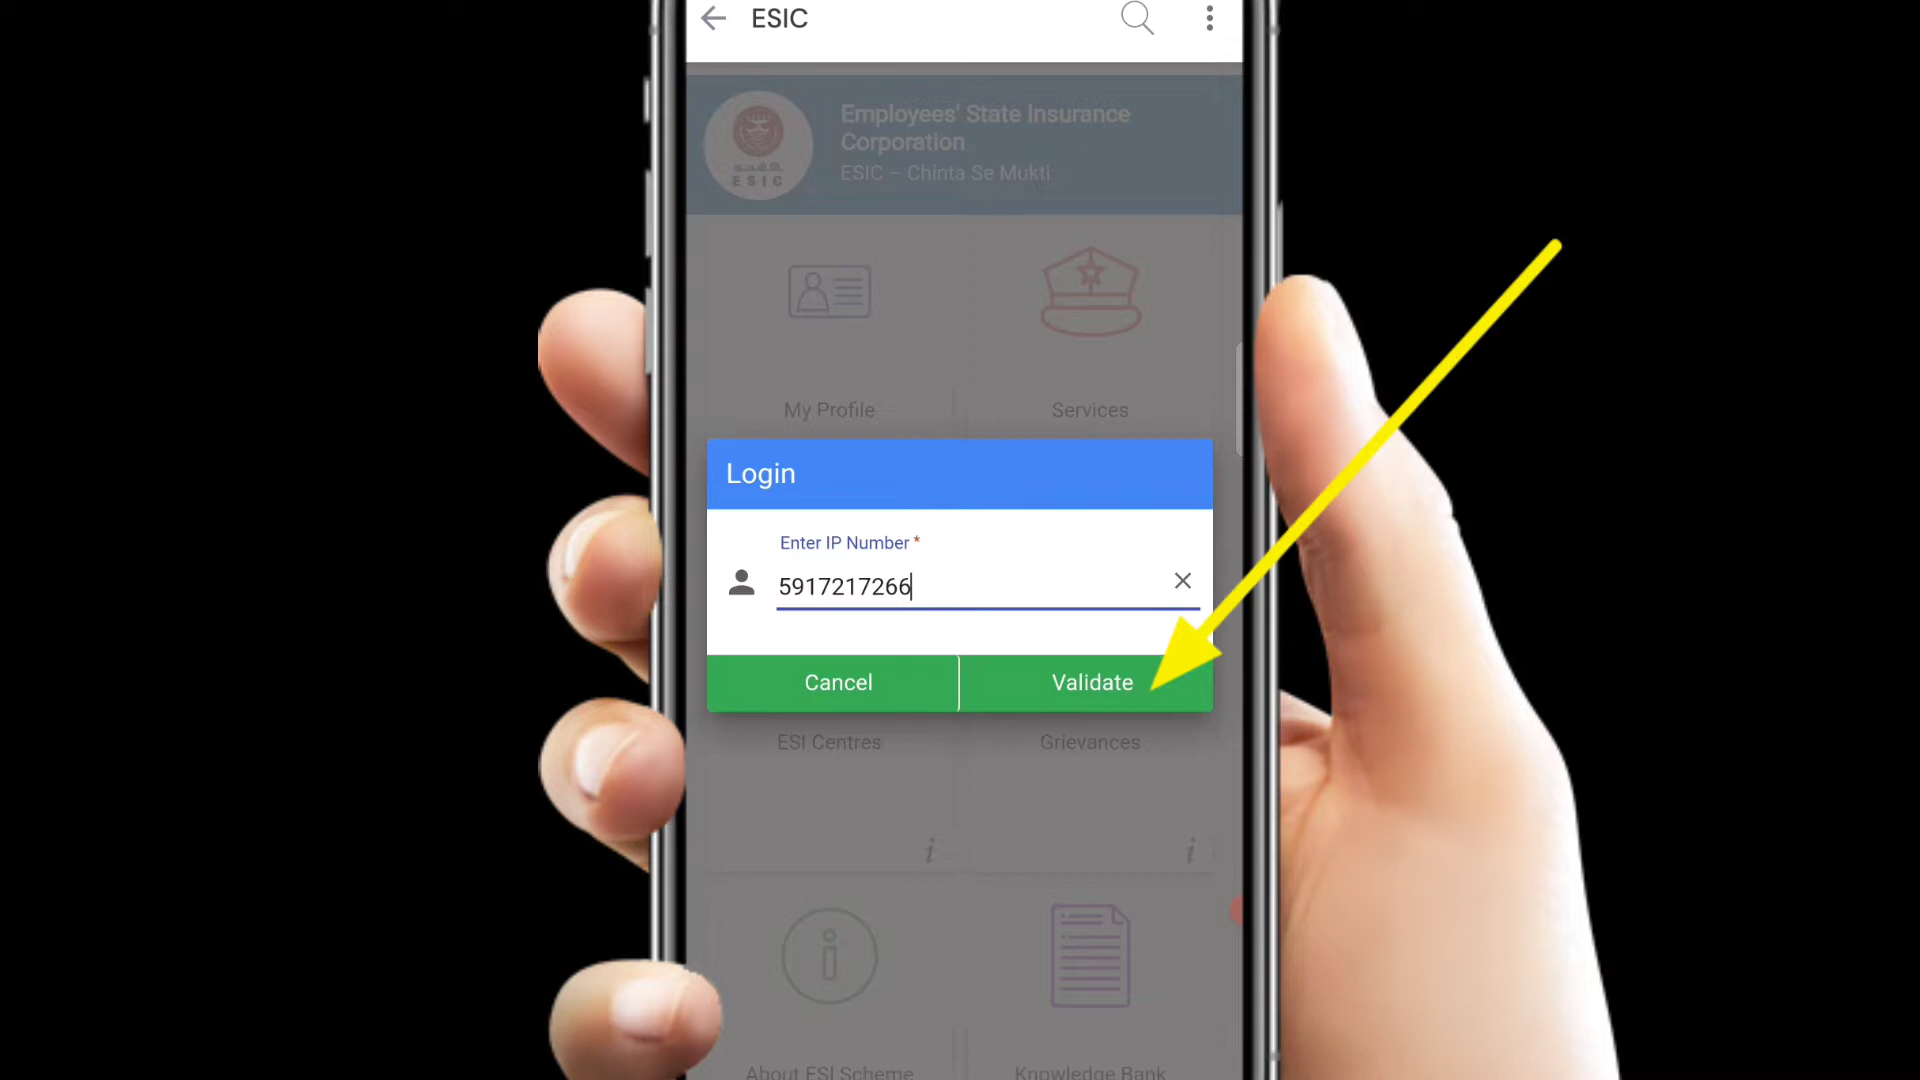 ESIC
Employees' State Insurance
Corporation
ESIC – Chinta Se Mukti
क.रा.बी.नि.
ESIC
My Profile
Services
Login
Enter IP Number *
5917217266
Cancel
Validate
ESI Centres
Grievances
i
i
i
About ESI Scheme
Knowledge Bank